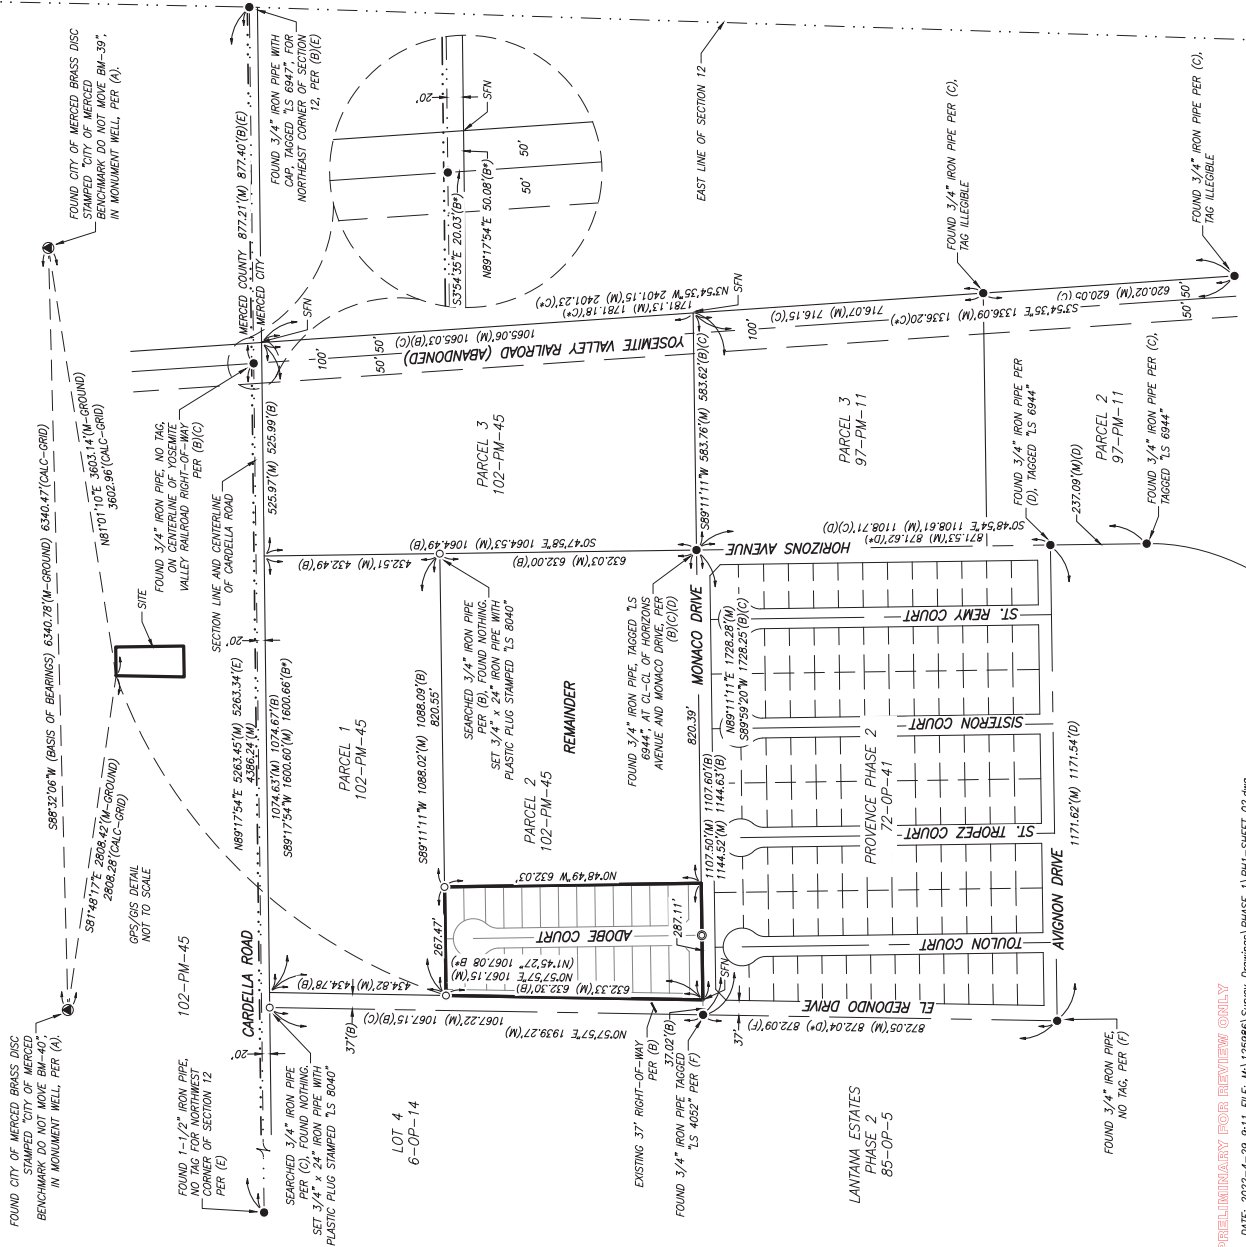 FOUND CITY OF MERCED BRASS DISC
STAMPED "CITY OF MERCED
BENCHMARK DO NOT MOVE BM-39",
IN MONUMENT WELL, PER (A).
FOUND 3/4" IRON PIPE WITH
CAP, TAGGED "LS 6947", FOR
NORTHEAST CORNER OF SECTION
12, PER (B)(E)
MERCED COUNTY 877.21'(M) 877.40'(B)(E)
MERCED CITY
SFN
20'
SFN
50'
50'
S3°54'35"E 20.03'(B*)
N89°17'54"E 50.08'(B*)
EAST LINE OF SECTION 12
FOUND 3/4" IRON PIPE PER (C),
TAG ILLEGIBLE
FOUND 3/4" IRON PIPE PER (C),
TAG ILLEGIBLE
S88°32'06"W (BASIS OF BEARINGS) 6340.78'(M-GROUND) 6340.47'(CALC-GRID)
N81°01'10"E 3603.14'(M-GROUND)
3602.96'(CALC-GRID)
S81°48'17"E 2808.42'(M-GROUND)
2808.28'(CALC-GRID)
GPS/GIS DETAIL
NOT TO SCALE
SITE
FOUND 3/4" IRON PIPE, NO TAG,
ON CENTERLINE OF YOSEMITE
VALLEY RAILROAD RIGHT-OF-WAY
PER (B)(C)
SECTION LINE AND CENTERLINE
OF CARDELLA ROAD
20'
525.97'(M) 525.99'(B)
100'
50' 50'
YOSEMITE VALLEY RAILROAD (ABANDONED)
1065.06'(M) 1065.03'(B)(C)
1781.13'(M) 1781.18'(C*)
N3°54'35"W 2401.15'(M) 2401.23'(C*)
SFN
100'
716.07'(M) 716.15'(C)
S3°54'35"E 1336.09'(M) 1336.20'(C*)
620.02'(M) 620.05'(C)
50' 50'
PARCEL 3
102-PM-45
S89°11'11"W 583.76'(M) 583.62'(B)(C)
PARCEL 3
97-PM-11
PARCEL 2
97-PM-11
FOUND 3/4" IRON PIPE PER
(D), TAGGED "LS 6944"
237.09'(M)(D)
FOUND 3/4" IRON PIPE PER (C),
TAGGED "LS 6944"
N89°17'54"E 5263.45'(M) 5263.34'(E)
4386.24'(M)
1074.63'(M) 1074.67'(B)
S89°17'54"W 1600.60'(M) 1600.66'(B*)
432.51'(M) 432.49'(B)
S0°47'58"E 1064.53'(M) 1064.49'(B)
632.03'(M) 632.00'(B)
HORIZONS AVENUE
S0°48'54"E 1108.61'(M) 1108.71'(C)(D)
871.53'(M) 871.62'(D*)
PARCEL 1
102-PM-45
SEARCHED 3/4" IRON PIPE
PER (B), FOUND NOTHING.
SET 3/4" x 24" IRON PIPE WITH
PLASTIC PLUG STAMPED "LS 8040"
S89°11'11"W 1088.02'(M) 1088.09'(B)
820.55'
REMAINDER
PARCEL 2
102-PM-45
FOUND 3/4" IRON PIPE, TAGGED "LS
6944", AT CL-CL OF HORIZONS
AVENUE AND MONACO DRIVE, PER
(B)(C)(D)
MONACO DRIVE
820.39'
N89°11'11"E 1728.28'(M)
S89°59'20"W 1728.25'(B)(C)
1107.50'(M) 1107.60'(B)
1144.52'(M) 1144.63'(B)
ST. REMY COURT
SISTERON COURT
ST. TROPEZ COURT
TOULON COURT
PROVENCE PHASE 2
72-OP-41
1171.62'(M) 1171.54'(D)
AVIGNON DRIVE
N0°48'49"W 632.03'
267.47'
ADOBE COURT
287.11'
632.33'(M) 632.30'(B)
N0°57'57"E 1067.15'(M)
(N1°45'27" 1067.08 B*
434.82'(M) 434.78'(B)
SFN
EL REDONDO DRIVE
872.05'(M) 872.04'(D*) 872.09'(F)
37'
37.02'(B)
37'(B)
N0°57'57"E 1939.27(M)
1067.22'(M) 1067.15'(B)(C)
EXISTING 37' RIGHT-OF-WAY
PER (B)
FOUND 3/4" IRON PIPE TAGGED
"LS 4052" PER (F)
LANTANA ESTATES
PHASE 2
85-OP-5
FOUND 3/4" IRON PIPE,
NO TAG, PER (F)
102-PM-45
CARDELLA ROAD
20'
FOUND CITY OF MERCED BRASS DISC
STAMPED "CITY OF MERCED
BENCHMARK DO NOT MOVE BM-40",
IN MONUMENT WELL, PER (A).
FOUND 1-1/2" IRON PIPE,
NO TAG FOR NORTHWEST
CORNER OF SECTION 12
PER (E)
SEARCHED 3/4" IRON PIPE
PER (C), FOUND NOTHING.
SET 3/4" x 24" IRON PIPE WITH
PLASTIC PLUG STAMPED "LS 8040"
LOT 4
6-OP-14
PRELIMINARY FOR REVIEW ONLY